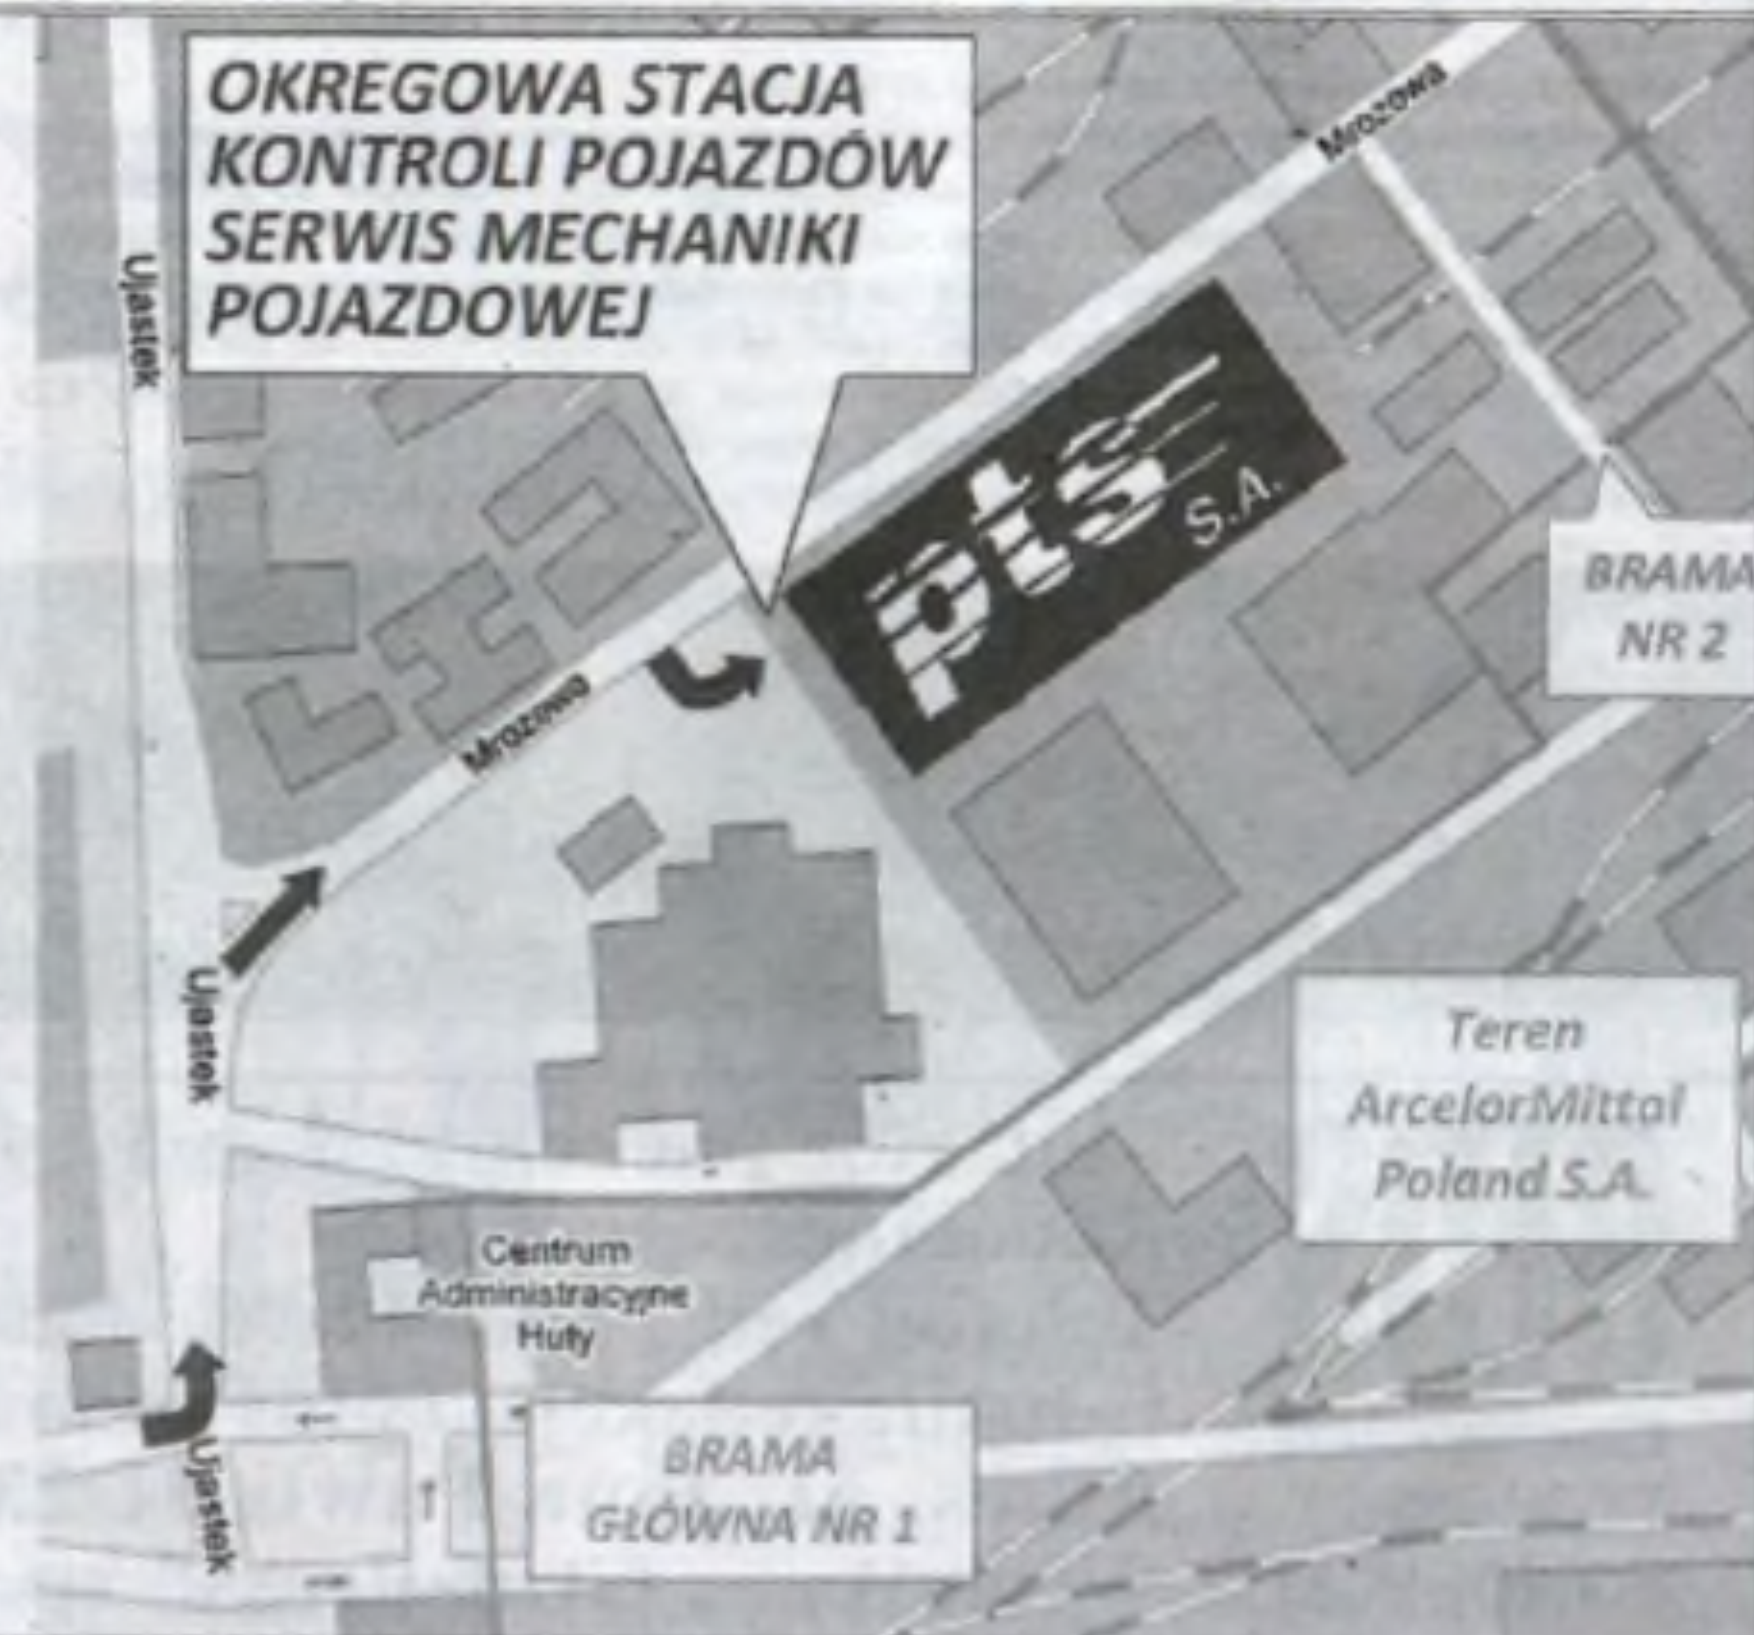 OKREGOWA STACJA
KONTROLI POJAZDÓW
SERWIS MECHANIKI
POJAZDOWEJ
Mrozowa
Ujastek
pts
S.A.
BRAMA
NR 2
Mrozowa
Ujastek
Teren
ArcelorMittal
Poland S.A.
Centrum
Administracyjne
Huty
BRAMA
GŁÓWNA NR 1
Ujastek